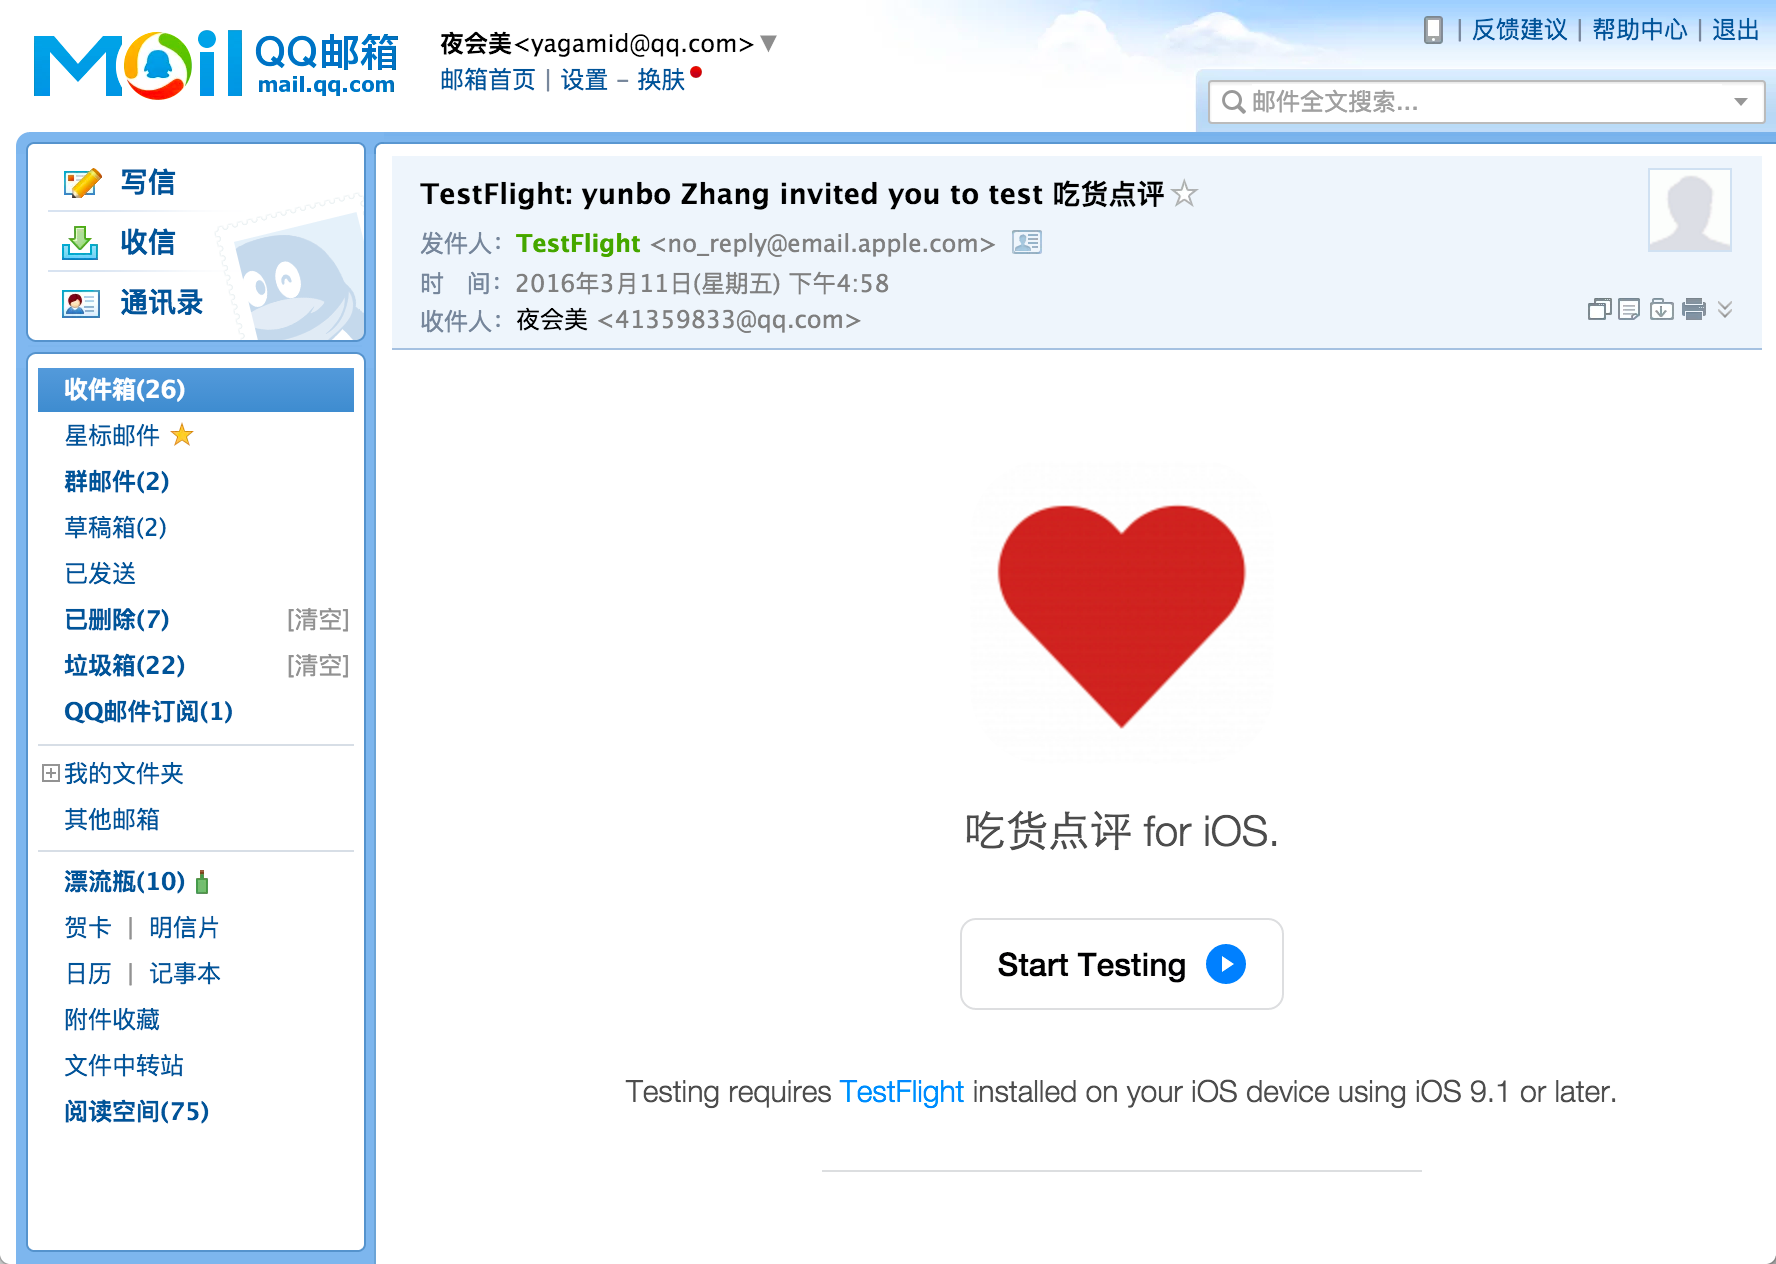 Mail QQ邮箱
mail.qq.com
夜会美<yagamid@qq.com>
邮箱首页 | 设置 - 换肤
反馈建议 | 帮助中心 | 退出
邮件全文搜索...
写信
收信
通讯录
收件箱(26)
星标邮件
群邮件(2)
草稿箱(2)
已发送
已删除(7) [清空]
垃圾箱(22) [清空]
QQ邮件订阅(1)
我的文件夹
其他邮箱
漂流瓶(10)
贺卡 | 明信片
日历 | 记事本
附件收藏
文件中转站
阅读空间(75)
TestFlight: yunbo Zhang invited you to test 吃货点评
发件人： TestFlight <no_reply@email.apple.com>
时 间： 2016年3月11日(星期五) 下午4:58
收件人： 夜会美 <41359833@qq.com>
吃货点评 for iOS.
Start Testing
Testing requires TestFlight installed on your iOS device using iOS 9.1 or later.